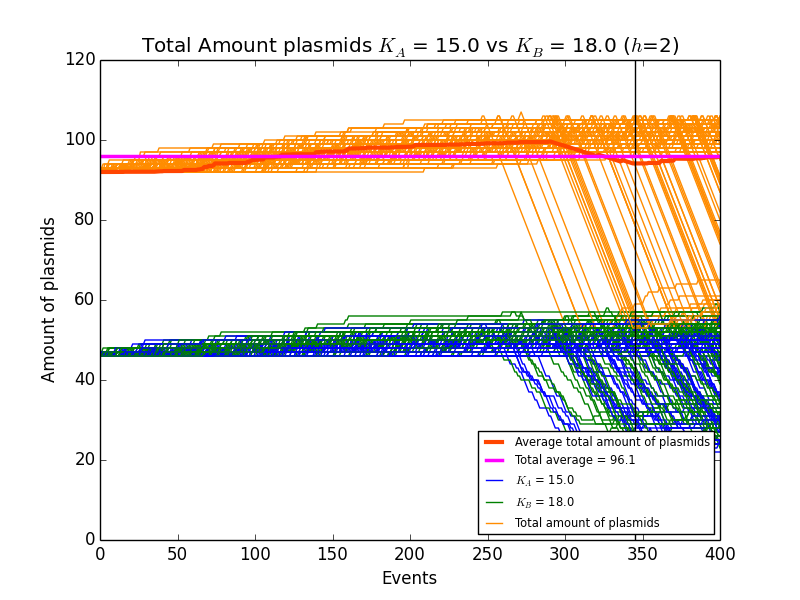 Total Amount plasmids K_A = 15.0 vs K_B = 18.0 (h=2)
120
100
80
60
40
20
0
Amount of plasmids
Average total amount of plasmids
Total average = 96.1
K_A = 15.0
K_B = 18.0
Total amount of plasmids
0 50 100 150 200 250 300 350 400
Events